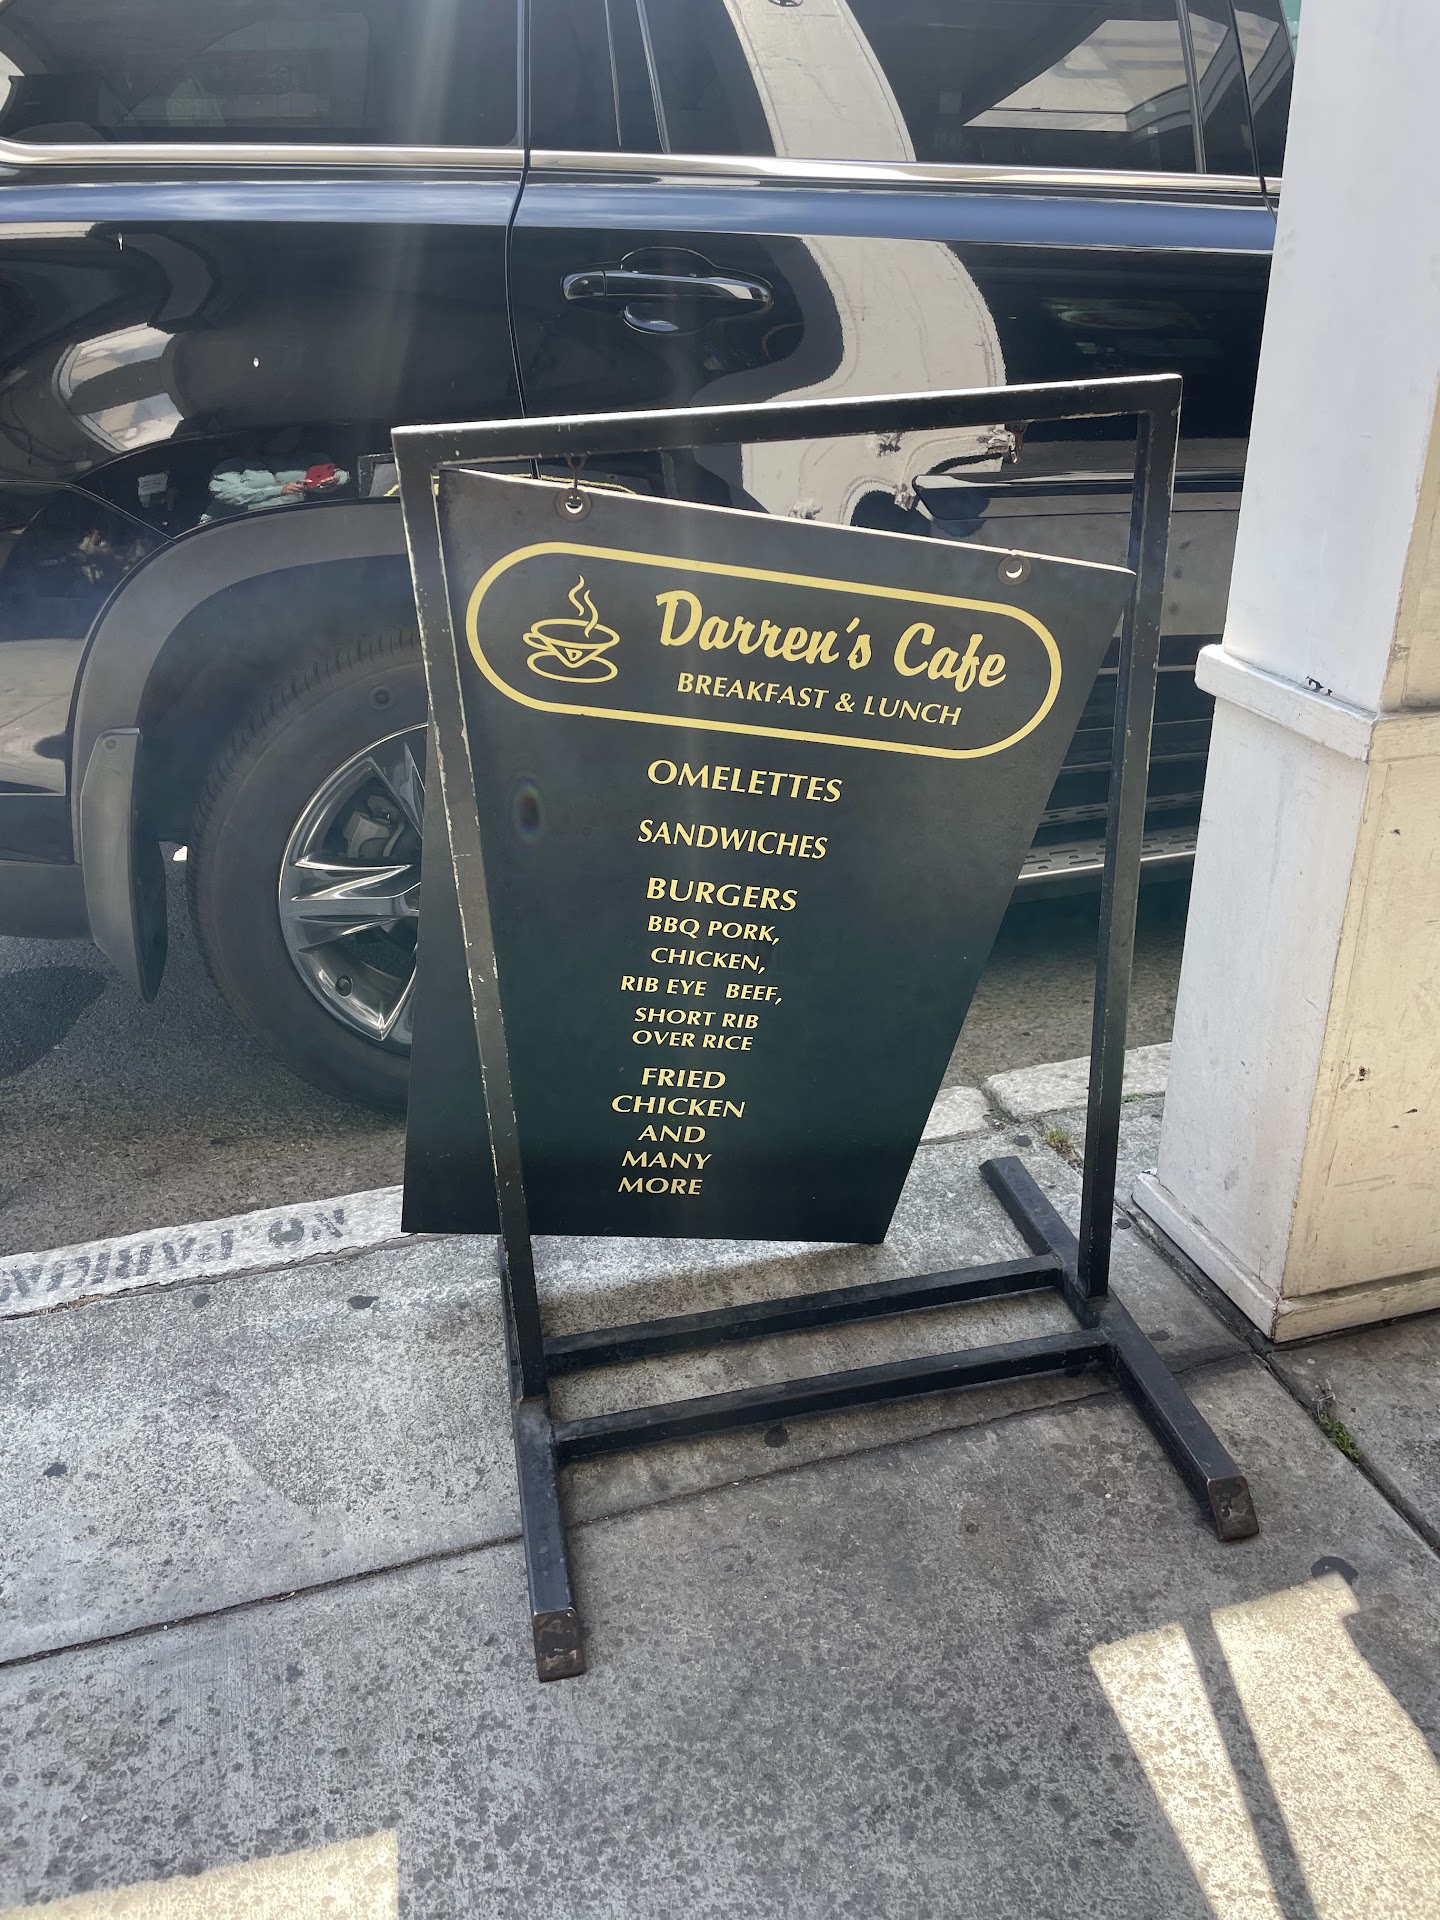 Darren's Cafe
BREAKFAST & LUNCH
OMELETTES
SANDWICHES
BURGERS
BBQ PORK,
CHICKEN,
RIB EYE BEEF,
SHORT RIB
OVER RICE
FRIED
CHICKEN
AND
MANY
MORE
NO PARKING